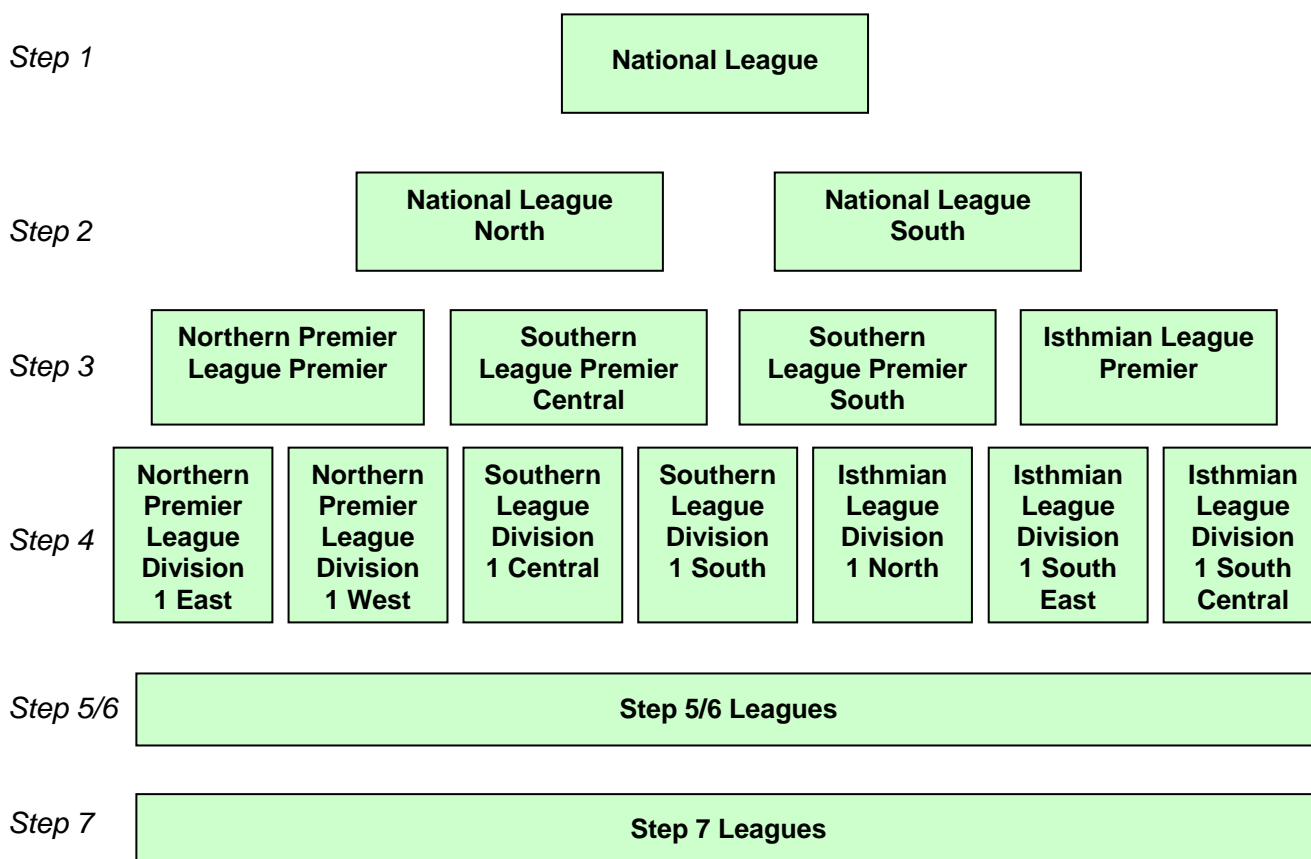 Step 1
National League
Step 2
National League
North
National League
South
Step 3
Northern Premier
League Premier
Southern
League Premier
Central
Southern
League Premier
South
Isthmian League
Premier
Step 4
Northern
Premier
League
Division
1 East
Northern
Premier
League
Division
1 West
Southern
League
Division
1 Central
Southern
League
Division
1 South
Isthmian
League
Division
1 North
Isthmian
League
Division
1 South
East
Isthmian
League
Division
1 South
Central
Step 5/6
Step 5/6 Leagues
Step 7
Step 7 Leagues